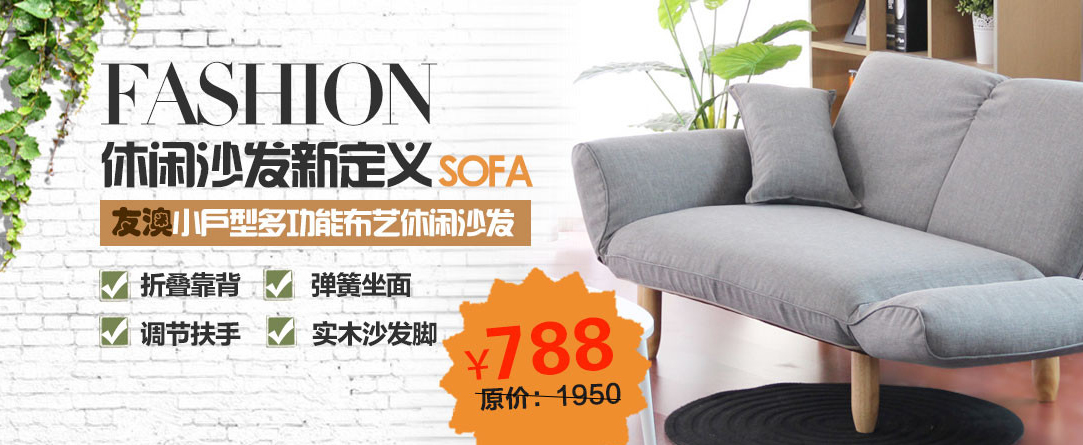 FASHION
休闲沙发新定义 SOFA
友澳小戶型多功能布艺休闲沙发
折叠靠背 弹簧坐面
调节扶手 实木沙发脚
¥788
原价：1950